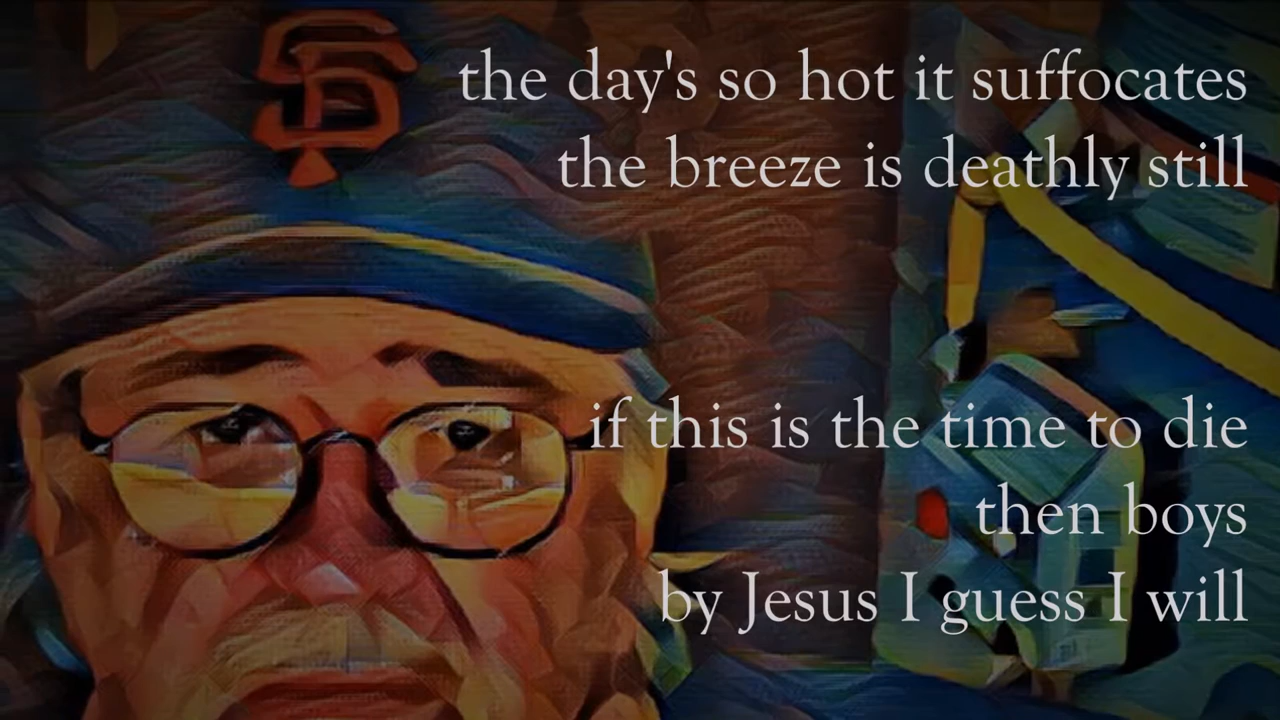 SF
the day's so hot it suffocates
the breeze is deathly still
if this is the time to die
then boys
by Jesus I guess I will